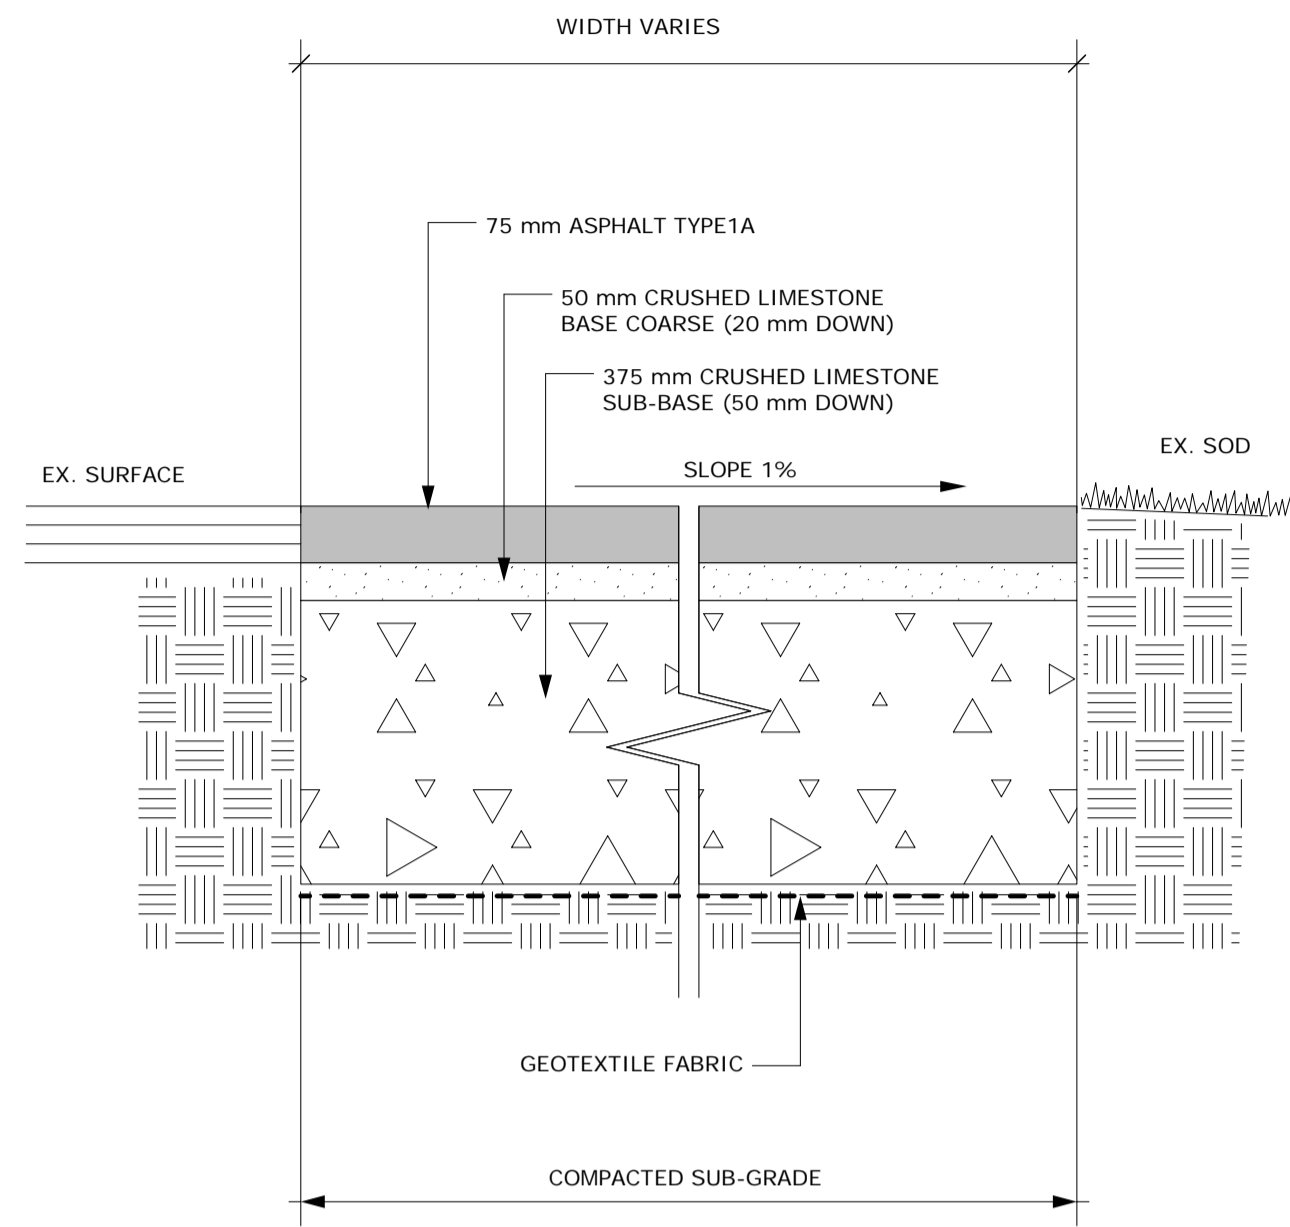 WIDTH VARIES
75 mm ASPHALT TYPE1A
50 mm CRUSHED LIMESTONE
BASE COARSE (20 mm DOWN)
375 mm CRUSHED LIMESTONE
SUB-BASE (50 mm DOWN)
EX. SURFACE
SLOPE 1%
EX. SOD
GEOTEXTILE FABRIC
COMPACTED SUB-GRADE